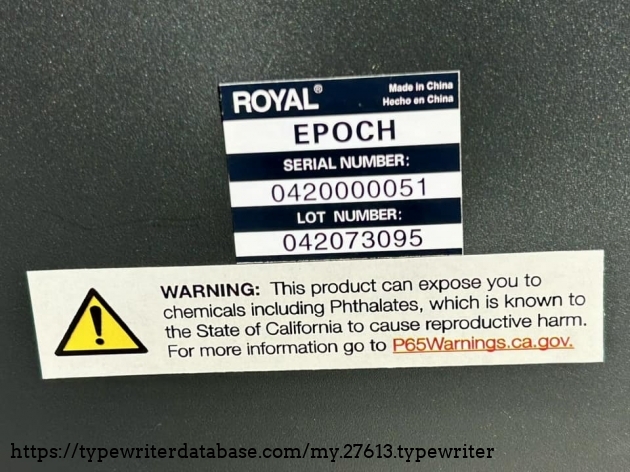 ROYAL®
Made in China
Hecho en China
EPOCH
SERIAL NUMBER:
0420000051
LOT NUMBER:
042073095
WARNING: This product can expose you to
chemicals including Phthalates, which is known to
the State of California to cause reproductive harm.
For more information go to P65Warnings.ca.gov.
https://typewriterdatabase.com/my.27613.typewriter